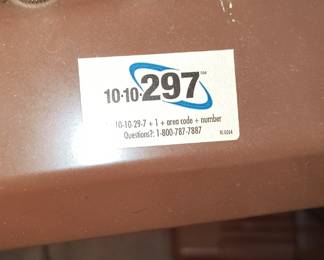 10-10-297
10-10-29-7 + 1 + area code + number
Questions?: 1-800-787-7887